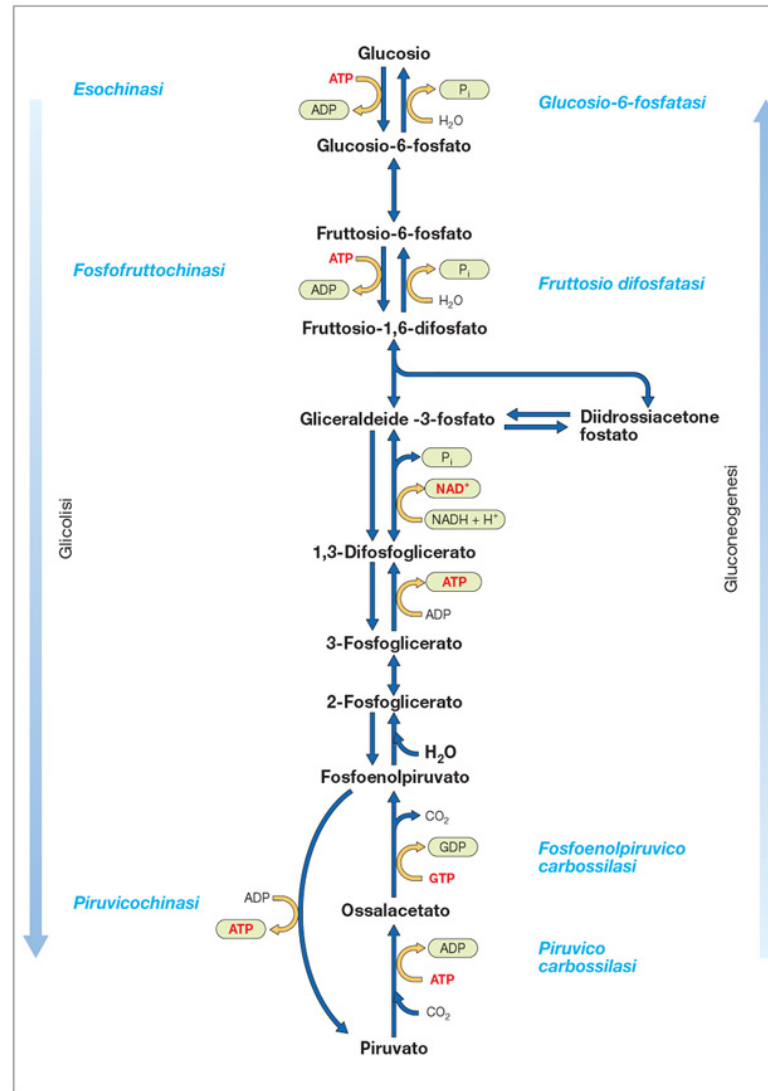 Glucosio
Esochinasi
ATP
ADP
Pi
H2O
Glucosio-6-fosfatasi
Glucosio-6-fosfato
Fruttosio-6-fosfato
Fosfofruttochinasi
ATP
ADP
Pi
H2O
Fruttosio difosfatasi
Fruttosio-1,6-difosfato
Gliceraldeide -3-fosfato
Diidrossiacetone
fostato
Pi
NAD+
NADH + H+
Glicolisi
Gluconeogenesi
1,3-Difosfoglicerato
ATP
ADP
3-Fosfoglicerato
2-Fosfoglicerato
H2O
Fosfoenolpiruvato
CO2
GDP
GTP
Fosfoenolpiruvico
carbossilasi
Piruvicochinasi
ADP
ATP
Ossalacetato
ADP
ATP
CO2
Piruvico
carbossilasi
Piruvato